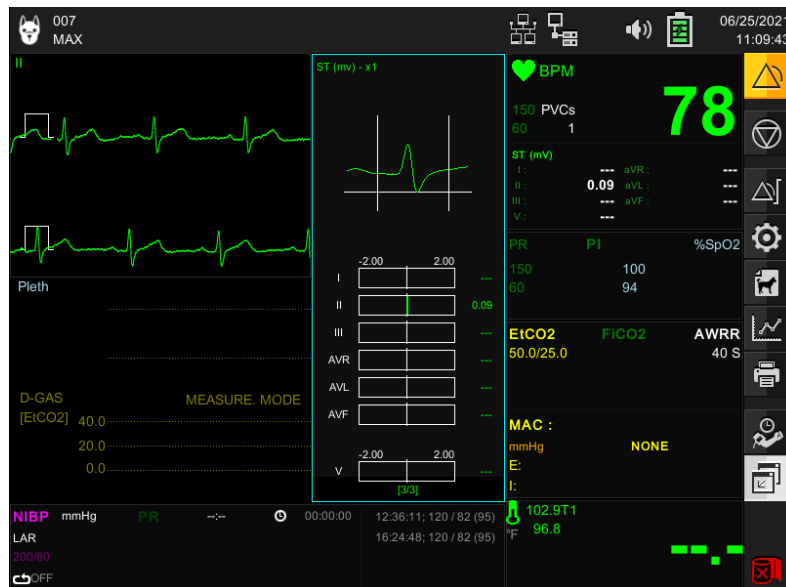 007
MAX
06/25/2021
11:09:43
II
ST (mv) - x1
-2.00 2.00
I ---
II 0.09
III ---
AVR ---
AVL ---
AVF ---
-2.00 2.00
V ---
[3/3]
Pleth
D-GAS MEASURE. MODE
[EtCO2] 40.0
20.0
0.0
BPM
78
150 PVCs
60 1
ST (mV)
I : --- aVR : ---
II : 0.09 aVL : ---
III : --- aVF : ---
V : ---
PR PI %SpO2
150 100
60 94
EtCO2 FiCO2 AWRR
50.0/25.0 40 S
MAC :
mmHg NONE
E:
I:
NIBP mmHg PR --:-- 00:00:00 12:36:11; 120 / 82 (95)
LAR 16:24:48; 120 / 82 (95)
200/80
OFF
102.9T1
°F 96.8
--.-